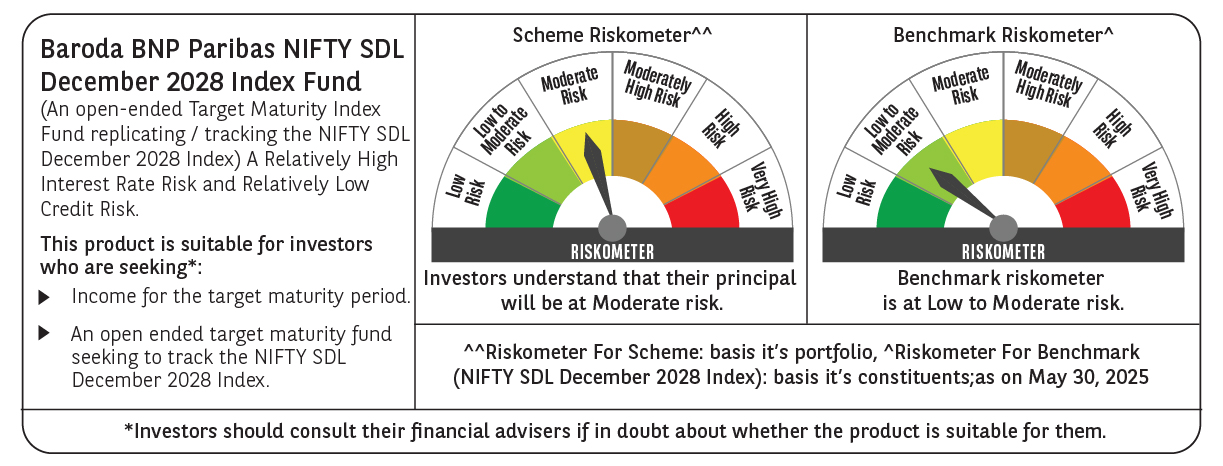 Baroda BNP Paribas NIFTY SDL
December 2028 Index Fund
(An open-ended Target Maturity Index
Fund replicating / tracking the NIFTY SDL
December 2028 Index) A Relatively High
Interest Rate Risk and Relatively Low
Credit Risk.
This product is suitable for investors
who are seeking*:
Income for the target maturity period.
An open ended target maturity fund
seeking to track the NIFTY SDL
December 2028 Index.
Scheme Riskometer^^
Low
Risk
Low to
Moderate
Risk
Moderate
Risk
Moderately
High Risk
High
Risk
Very High
Risk
RISKOMETER
Investors understand that their principal
will be at Moderate risk.
Benchmark Riskometer^
Low
Risk
Low to
Moderate
Risk
Moderate
Risk
Moderately
High Risk
High
Risk
Very High
Risk
RISKOMETER
Benchmark riskometer
is at Low to Moderate risk.
^^Riskometer For Scheme: basis it's portfolio, ^Riskometer For Benchmark
(NIFTY SDL December 2028 Index): basis it's constituents;as on May 30, 2025
*Investors should consult their financial advisers if in doubt about whether the product is suitable for them.